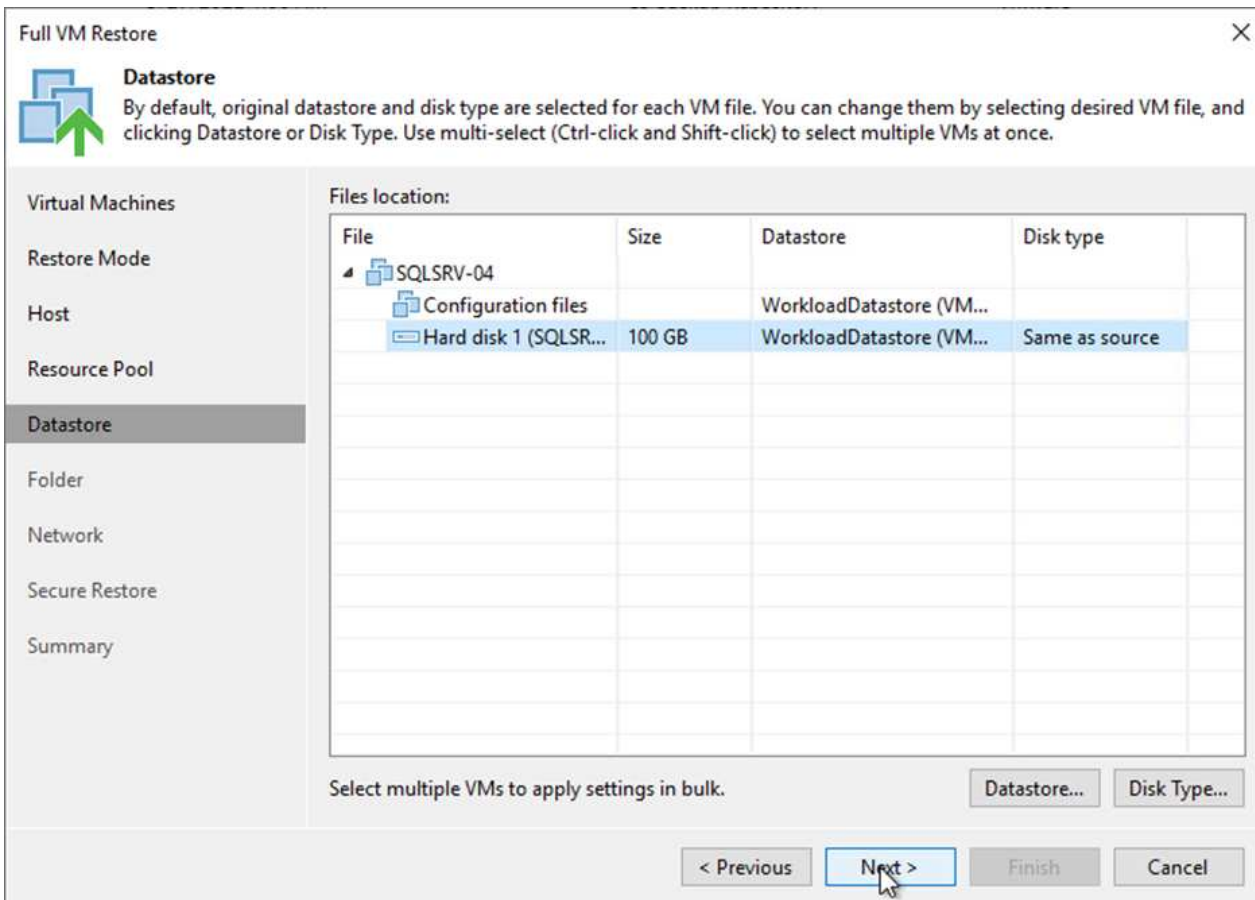 Full VM Restore
Datastore
By default, original datastore and disk type are selected for each VM file. You can change them by selecting desired VM file, and
clicking Datastore or Disk Type. Use multi-select (Ctrl-click and Shift-click) to select multiple VMs at once.
Virtual Machines
Restore Mode
Host
Resource Pool
Datastore
Folder
Network
Secure Restore
Summary
Files location:
File Size Datastore Disk type
SQLSRV-04
Configuration files WorkloadDatastore (VM...
Hard disk 1 (SQLSR... 100 GB WorkloadDatastore (VM... Same as source
Select multiple VMs to apply settings in bulk.
Datastore... Disk Type...
< Previous Next > Finish Cancel